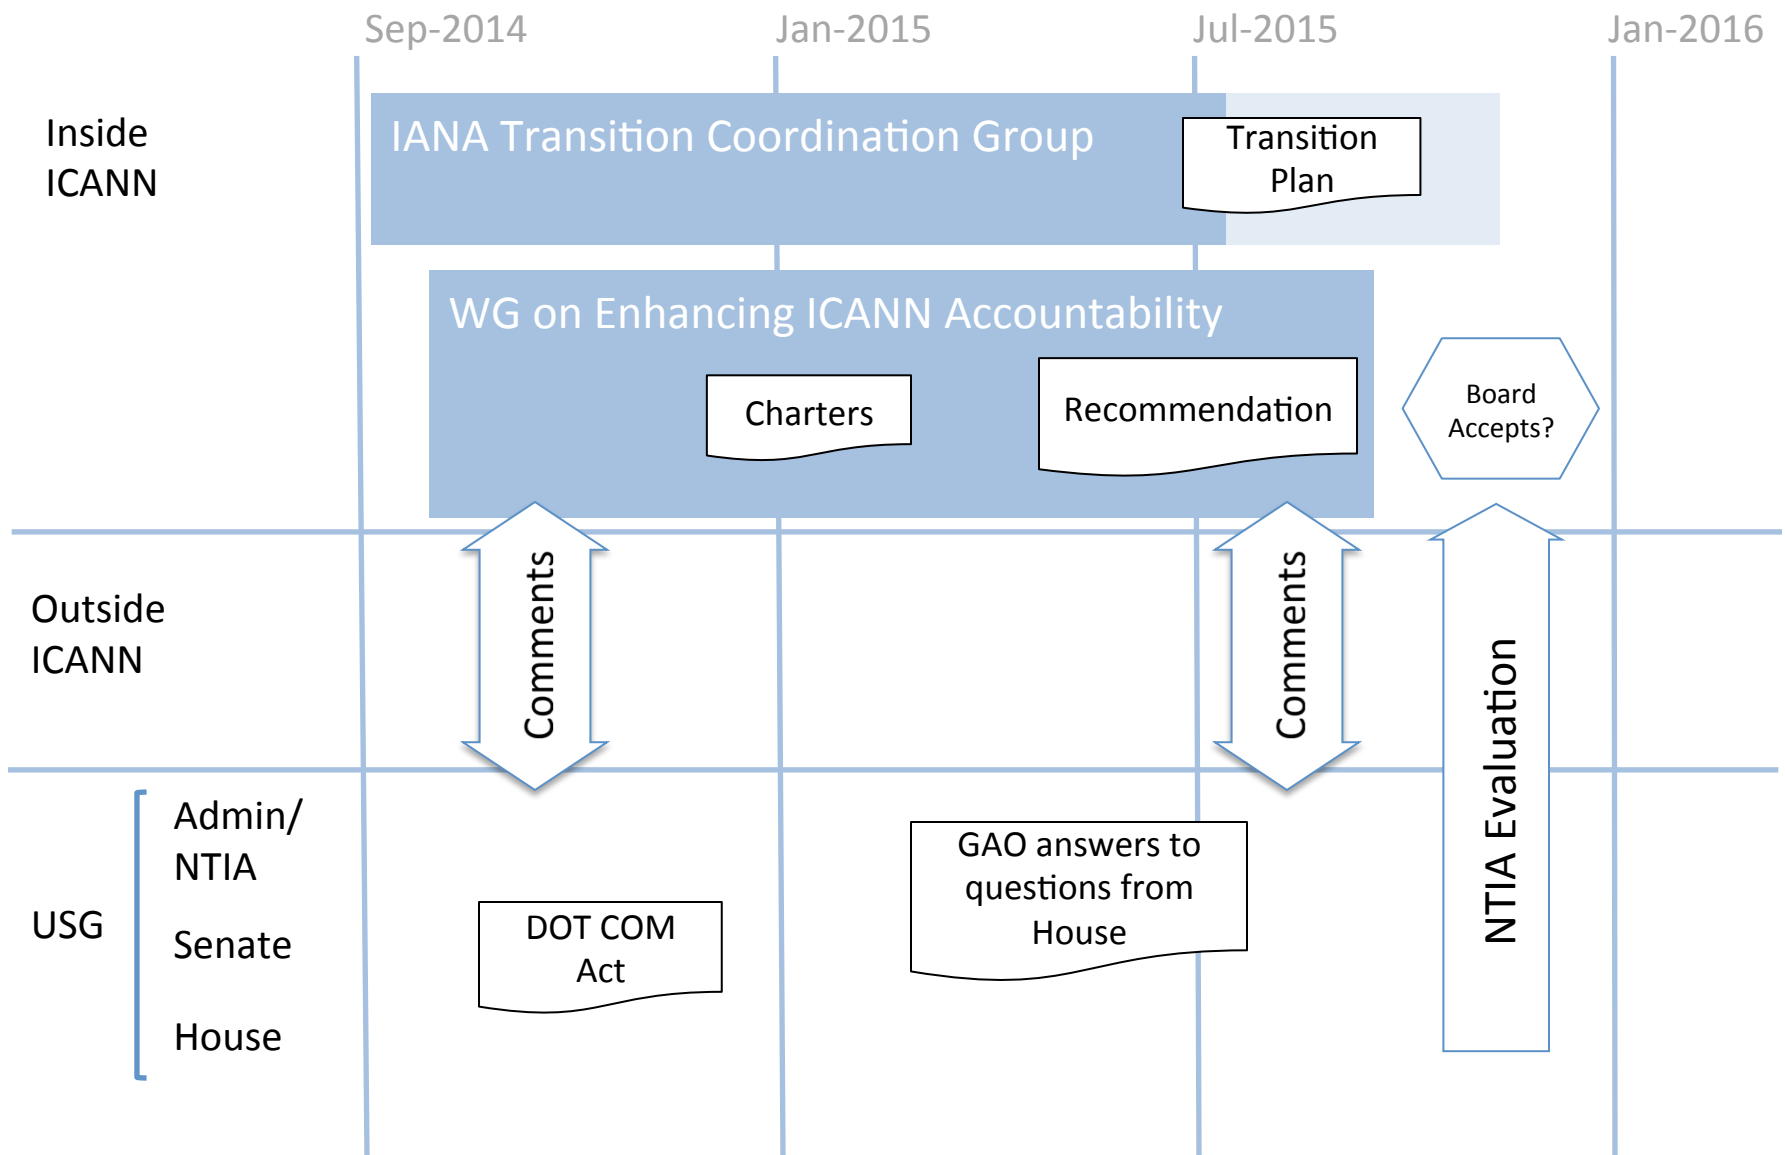 Sep-2014
Jan-2015
Jul-2015
Jan-2016
Inside
ICANN
IANA Transition Coordination Group
Transition
Plan
WG on Enhancing ICANN Accountability
Charters
Recommendation
Board
Accepts?
Outside
ICANN
Comments
Comments
NTIA Evaluation
USG
Admin/
NTIA
Senate
House
DOT COM
Act
GAO answers to
questions from
House